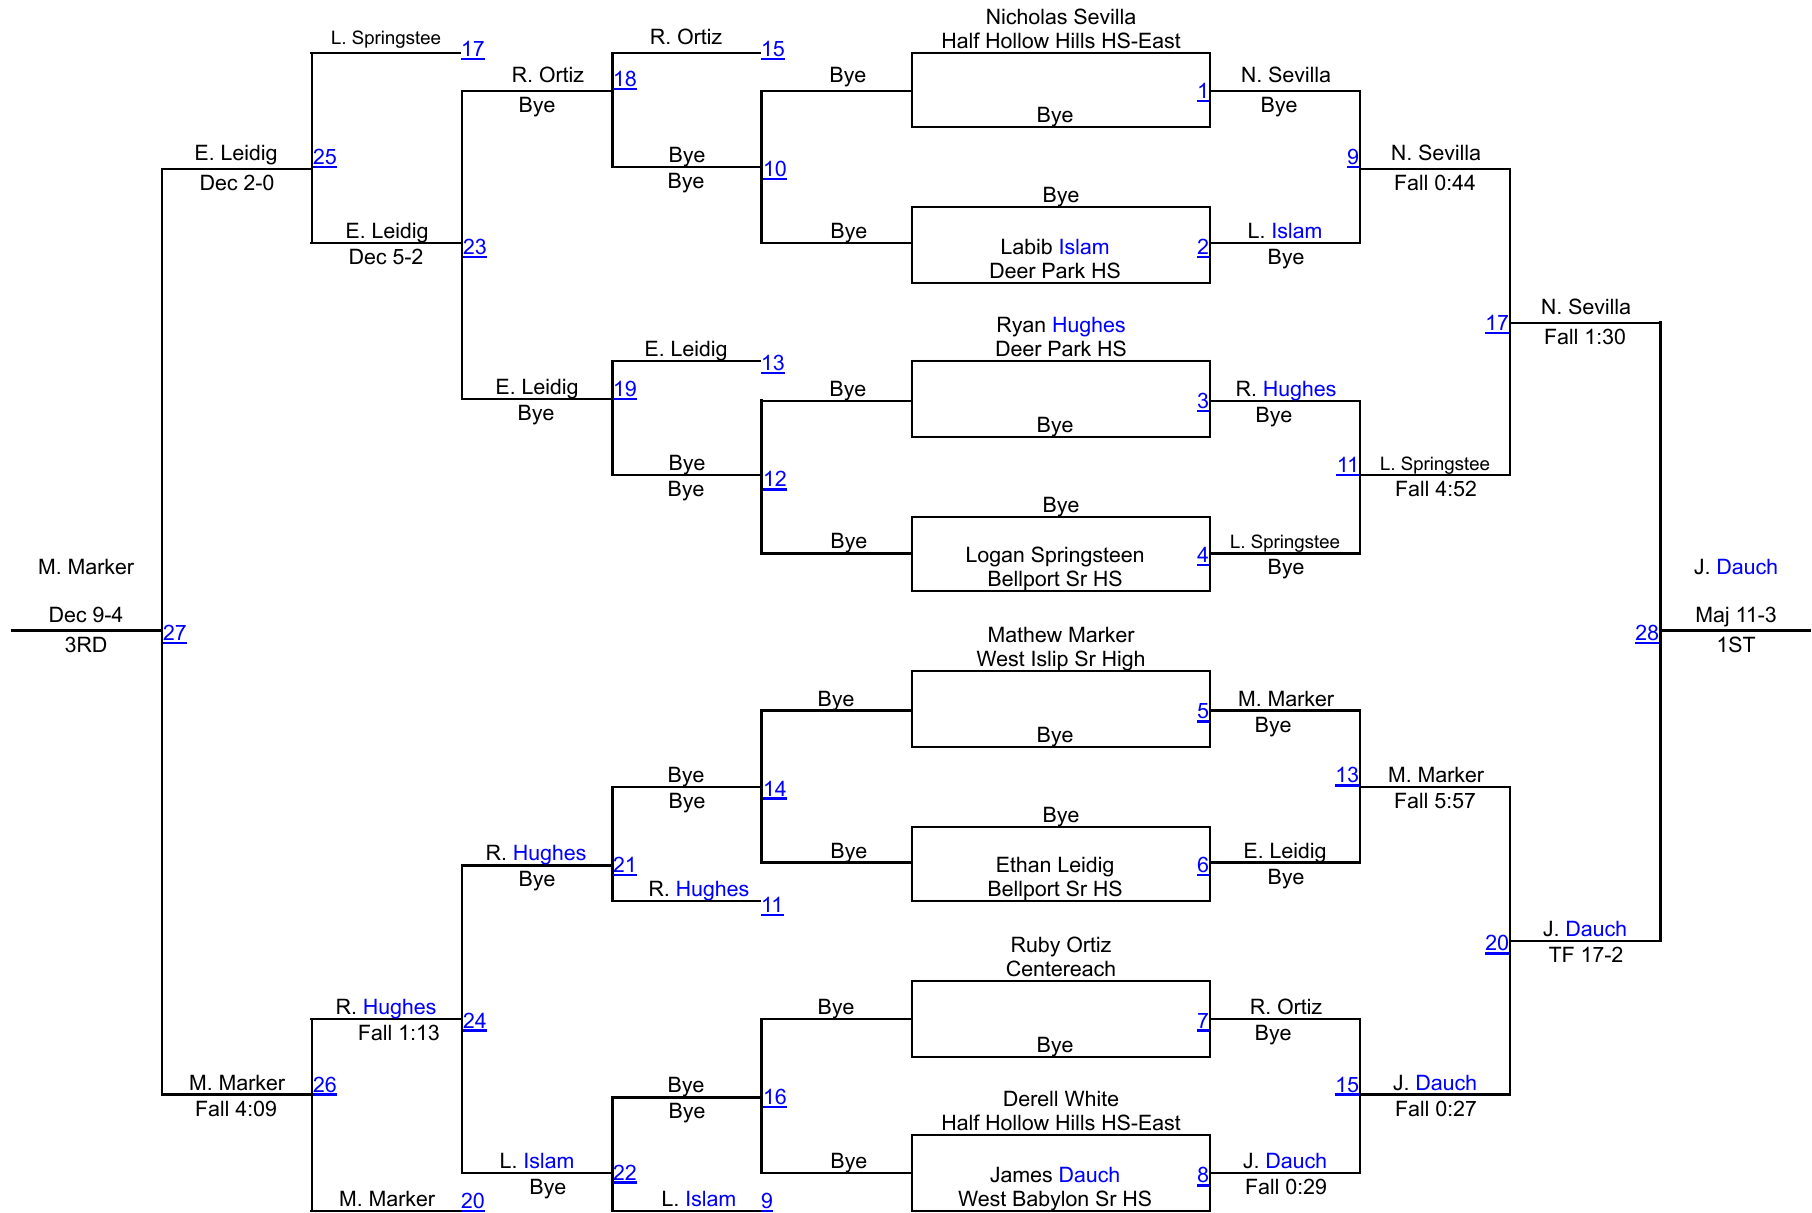 Nicholas Sevilla
Half Hollow Hills HS-East
L. Springstee
17
R. Ortiz
15
R. Ortiz
18
Bye
Bye
1
N. Sevilla
Bye
Bye
E. Leidig
25
Dec 2-0
Bye
Bye
10
9
N. Sevilla
Fall 0:44
Bye
E. Leidig
23
Dec 5-2
Bye
Labib Islam
Deer Park HS
2
L. Islam
Bye
Ryan Hughes
Deer Park HS
17
N. Sevilla
Fall 1:30
E. Leidig
13
E. Leidig
19
Bye
Bye
3
R. Hughes
Bye
Bye
Bye
Bye
12
11
L. Springstee
Fall 4:52
Bye
Bye
Logan Springsteen
Bellport Sr HS
4
L. Springstee
Bye
M. Marker
Dec 9-4
3RD
27
J. Dauch
Maj 11-3
1ST
28
Mathew Marker
West Islip Sr High
Bye
5
M. Marker
Bye
Bye
Bye
Bye
14
13
M. Marker
Fall 5:57
Bye
R. Hughes
21
Bye
Bye
Ethan Leidig
Bellport Sr HS
6
E. Leidig
Bye
R. Hughes
11
20
J. Dauch
TF 17-2
Ruby Ortiz
Centereach
R. Hughes
24
Fall 1:13
Bye
7
R. Ortiz
Bye
Bye
M. Marker
26
Fall 4:09
Bye
Bye
16
15
J. Dauch
Fall 0:27
Derell White
Half Hollow Hills HS-East
L. Islam
22
Bye
Bye
James Dauch
West Babylon Sr HS
8
J. Dauch
Fall 0:29
M. Marker
20
L. Islam
9